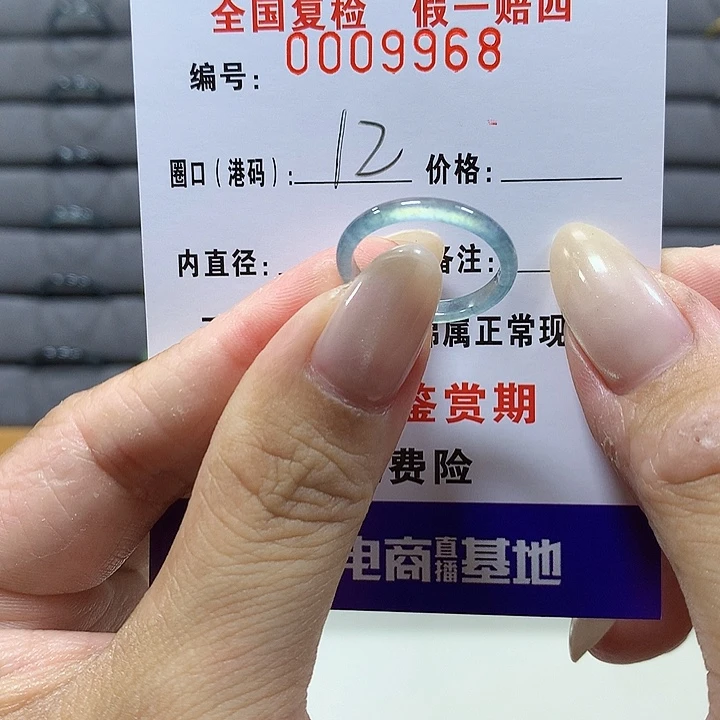 全国复检 假一赔四
编号: 0009968
圈口(港码): 12 价格:
内直径: 备注:
属正常现
鉴赏期
费险
电商直播基地